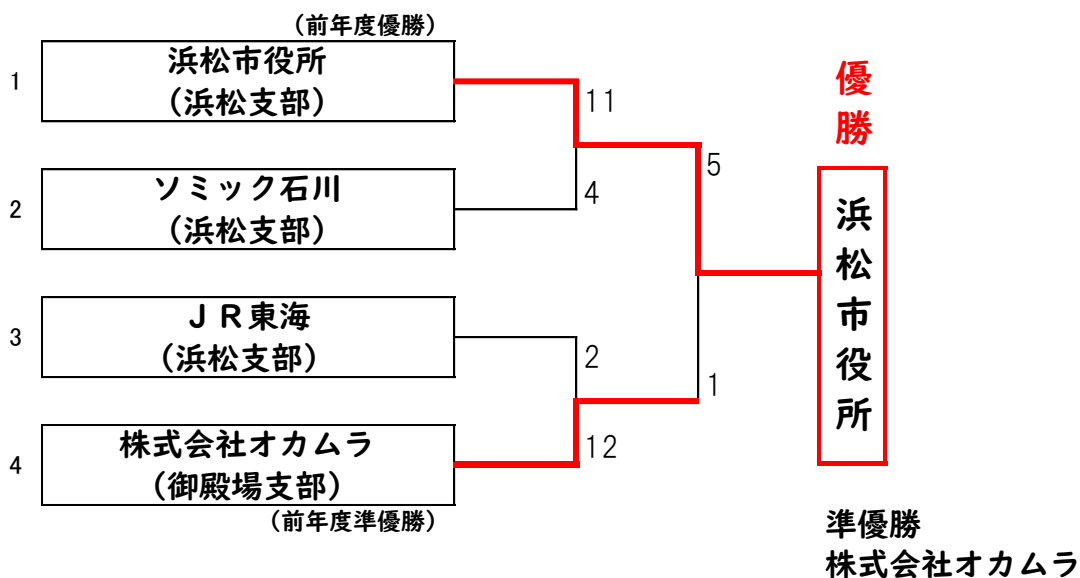 (前年度優勝)
1
浜松市役所
(浜松支部)
11
2
ソミック石川
(浜松支部)
4
5
3
ＪＲ東海
(浜松支部)
2
4
株式会社オカムラ
(御殿場支部)
12
1
(前年度準優勝)
優勝
浜松市役所
準優勝
株式会社オカムラ